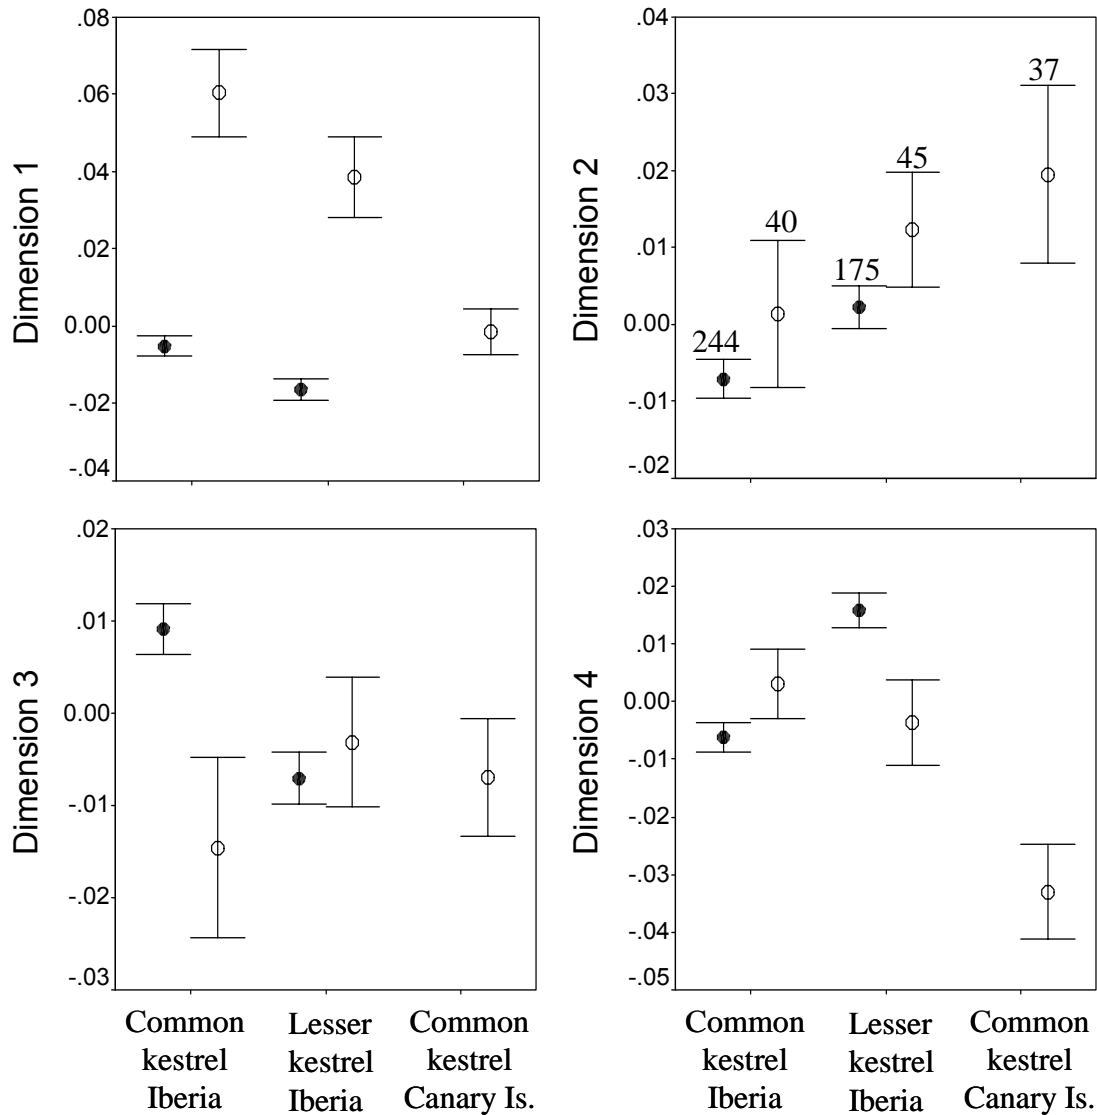 Dimension 1
.08
.06
.04
.02
0.00
-.02
-.04
Dimension 2
.04
.03
.02
.01
0.00
-.01
-.02
244
40
175
45
37
Dimension 3
.02
.01
0.00
-.01
-.02
-.03
Common
kestrel
Iberia
Lesser
kestrel
Iberia
Common
kestrel
Canary Is.
Dimension 4
.03
.02
.01
0.00
-.01
-.02
-.03
-.04
-.05
Common
kestrel
Iberia
Lesser
kestrel
Iberia
Common
kestrel
Canary Is.